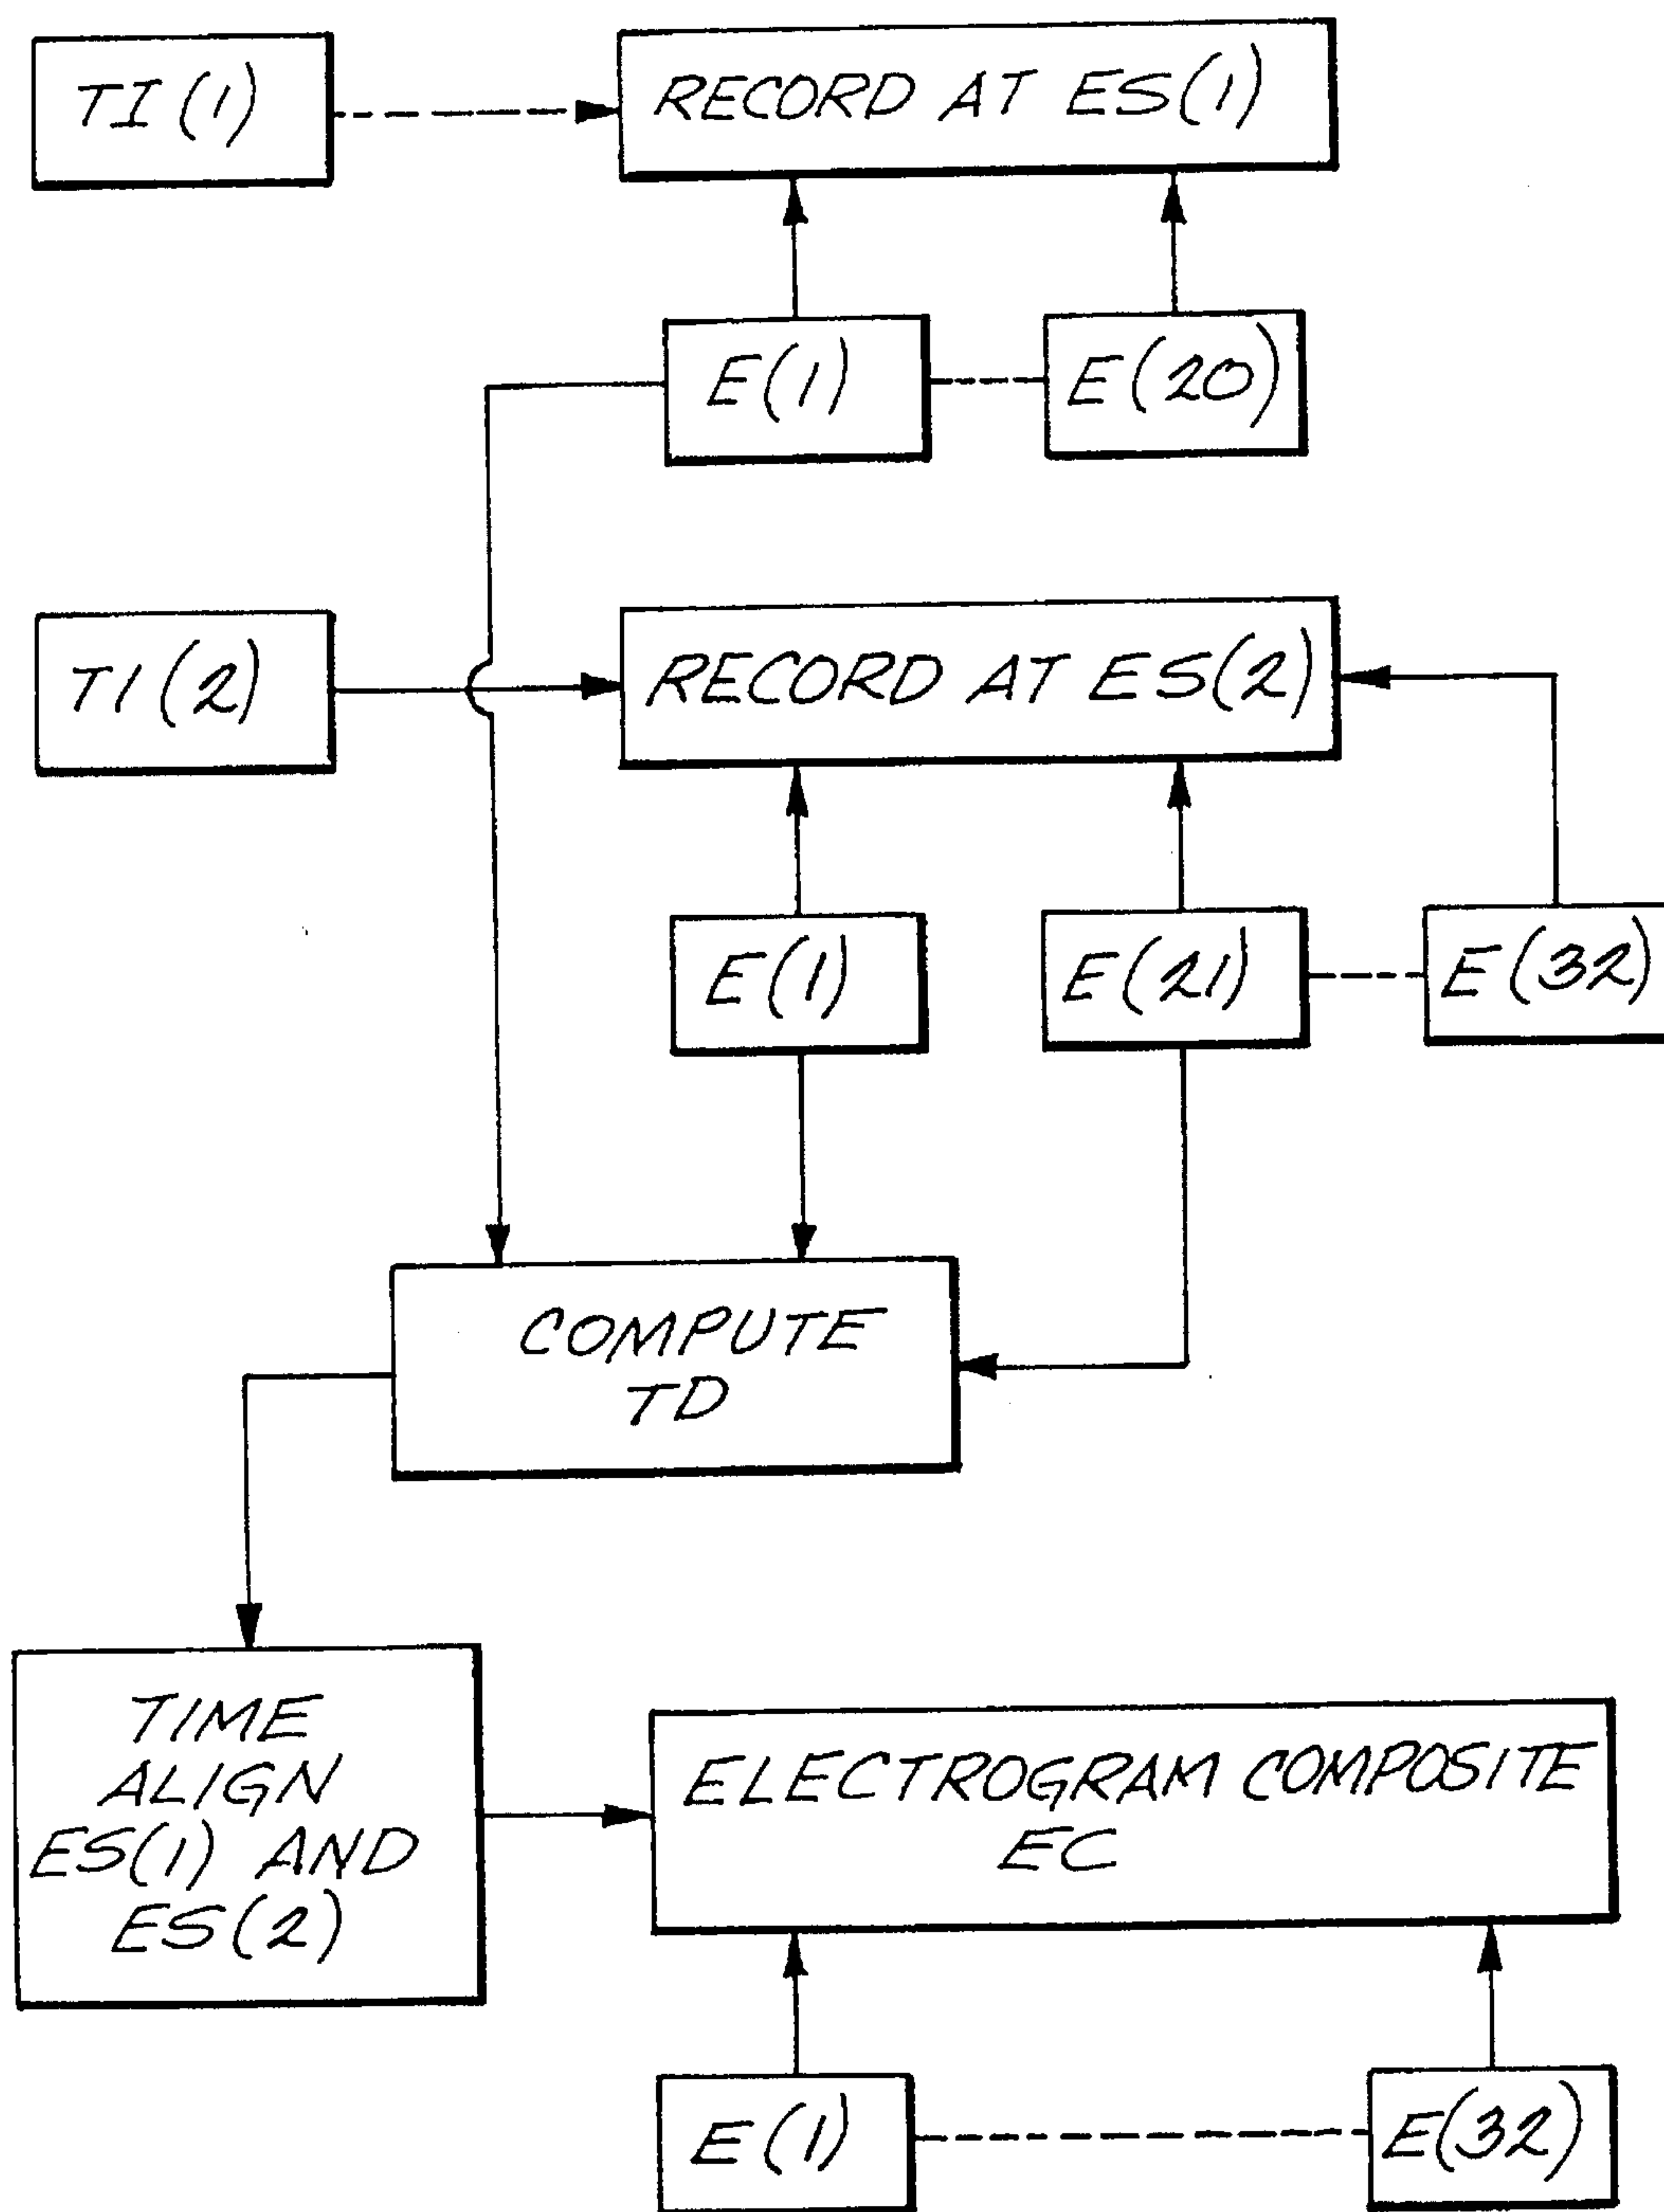 TI(1)
RECORD AT ES(1)
E(1)
E(20)
TI(2)
RECORD AT ES(2)
E(1)
E(21)
E(32)
COMPUTE
TD
TIME
ALIGN
ES(1) AND
ES(2)
ELECTROGRAM COMPOSITE
EC
E(1)
E(32)